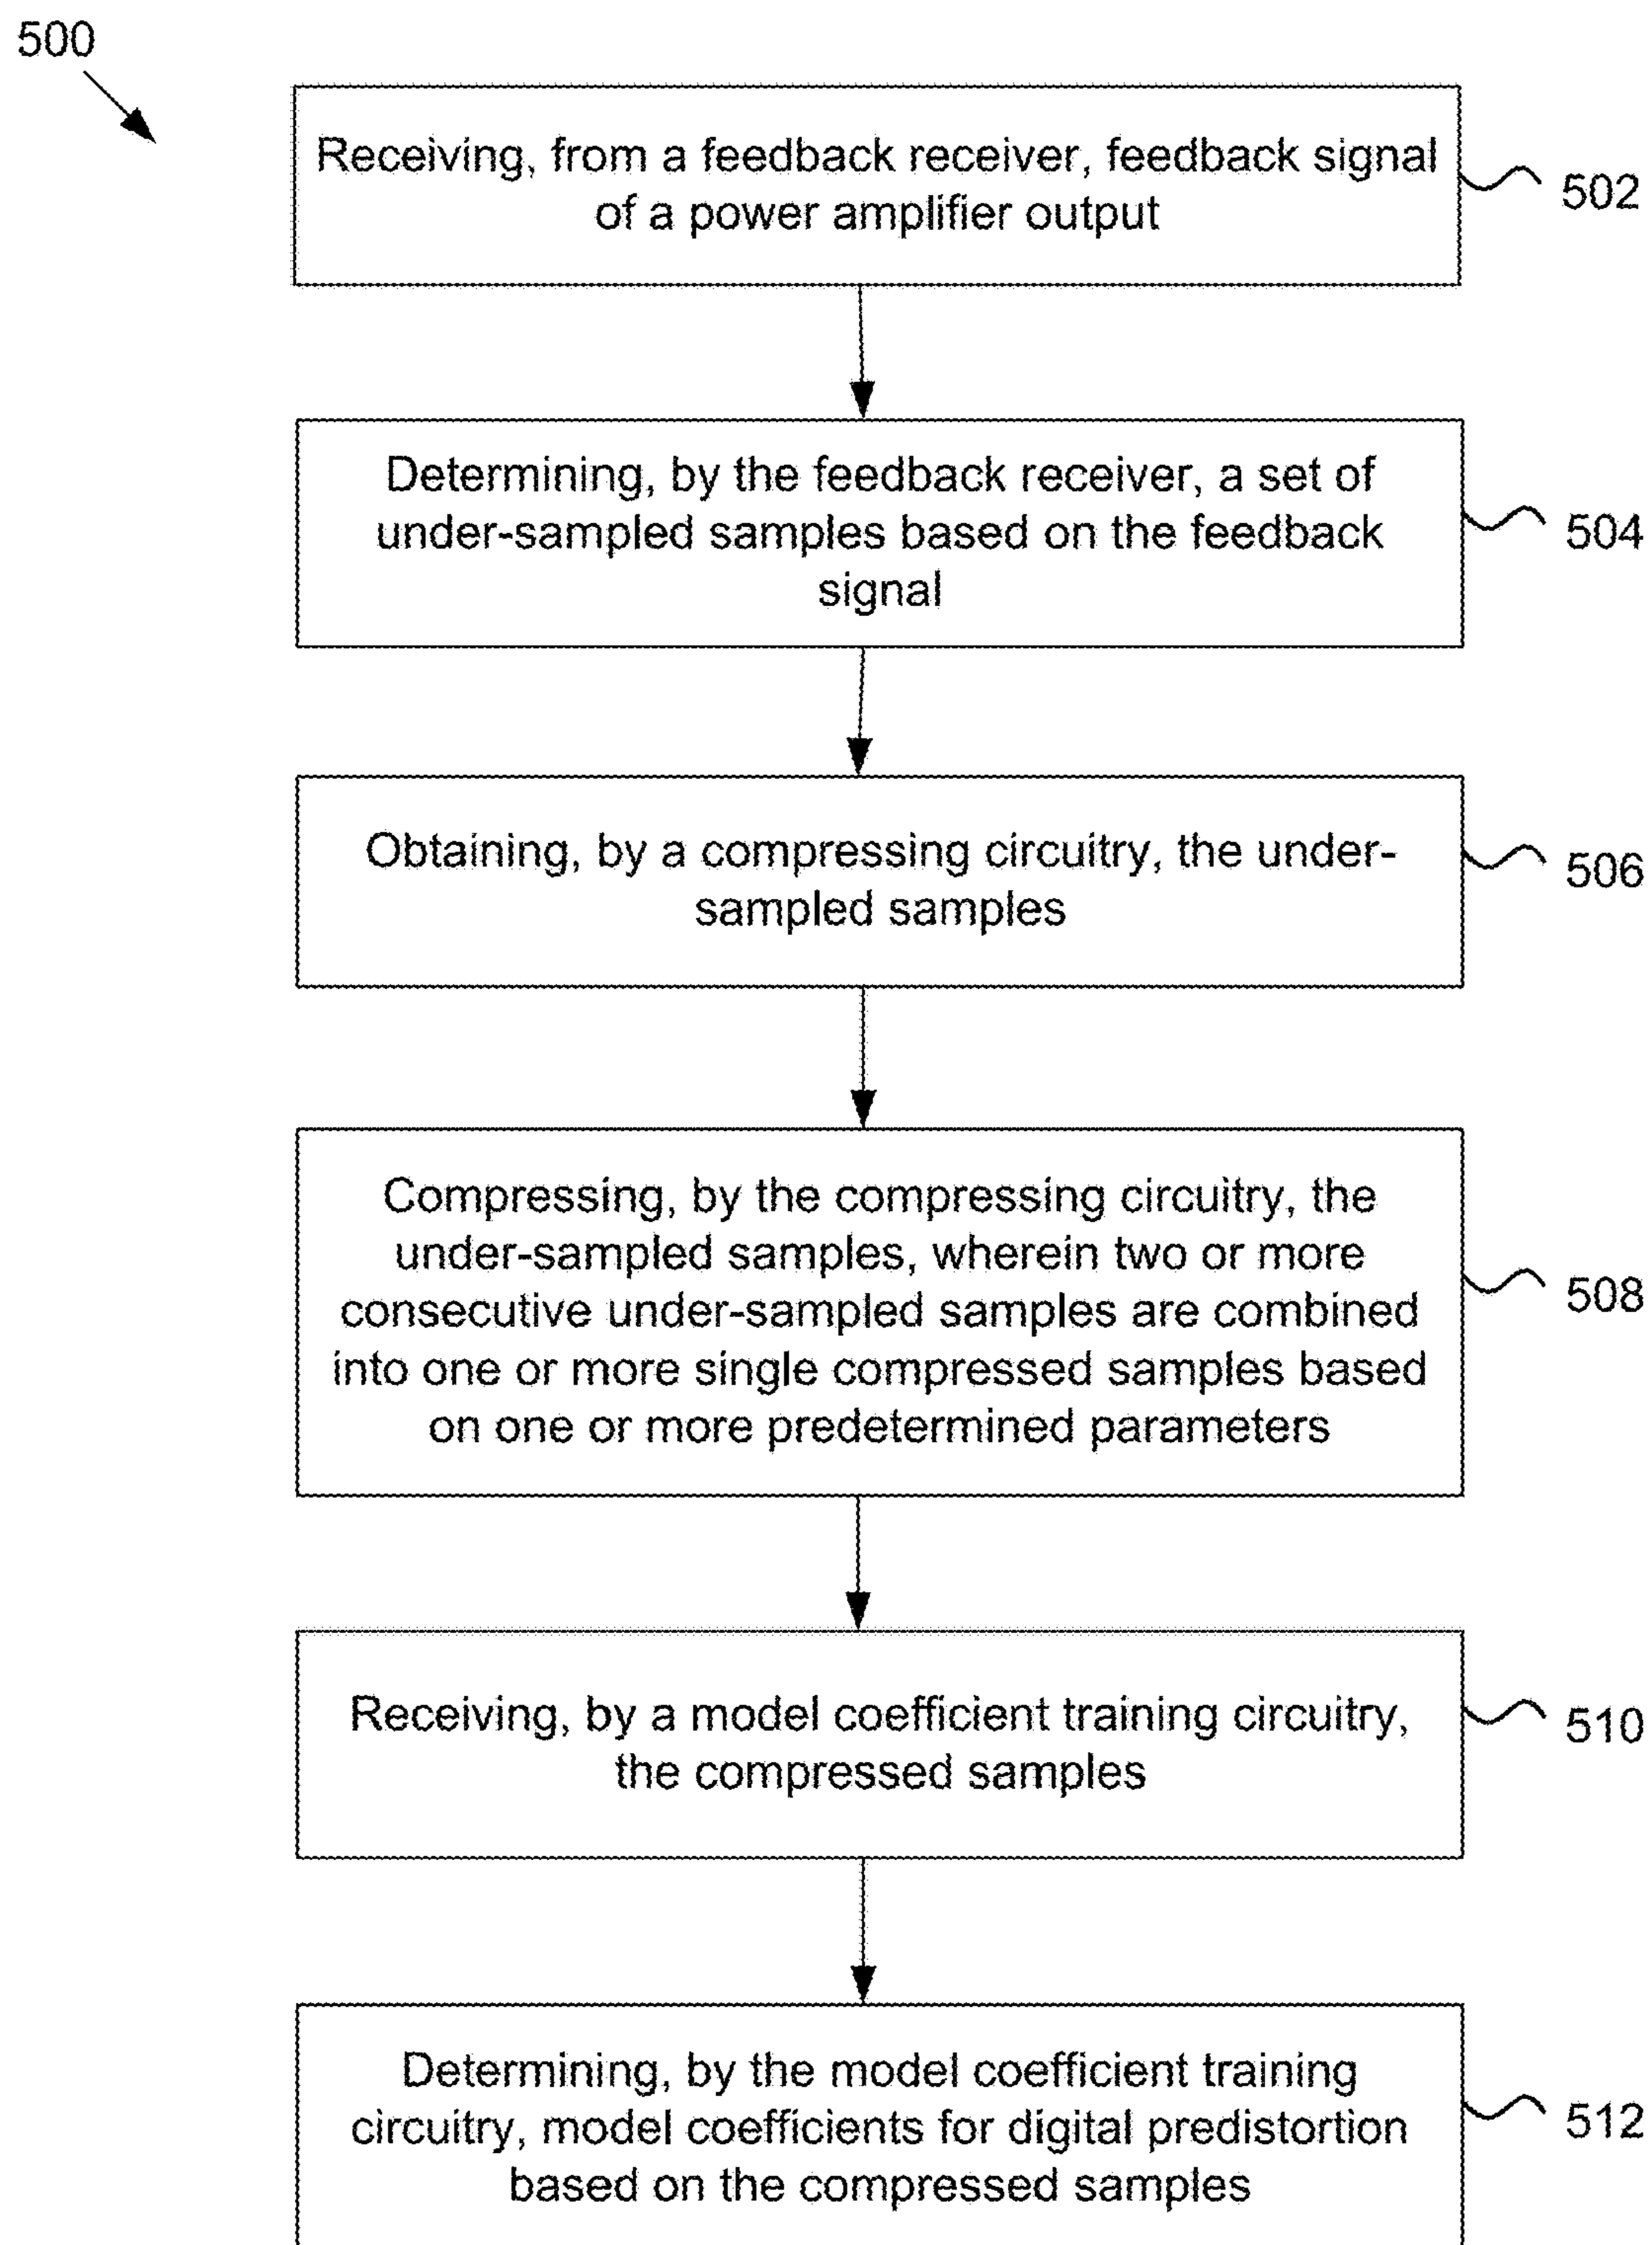 500
Receiving, from a feedback receiver, feedback signal
of a power amplifier output
502
Determining, by the feedback receiver, a set of
under-sampled samples based on the feedback
signal
504
Obtaining, by a compressing circuitry, the under-
sampled samples
506
Compressing, by the compressing circuitry, the
under-sampled samples, wherein two or more
consecutive under-sampled samples are combined
into one or more single compressed samples based
on one or more predetermined parameters
508
Receiving, by a model coefficient training circuitry,
the compressed samples
510
Determining, by the model coefficient training
circuitry, model coefficients for digital predistortion
based on the compressed samples
512